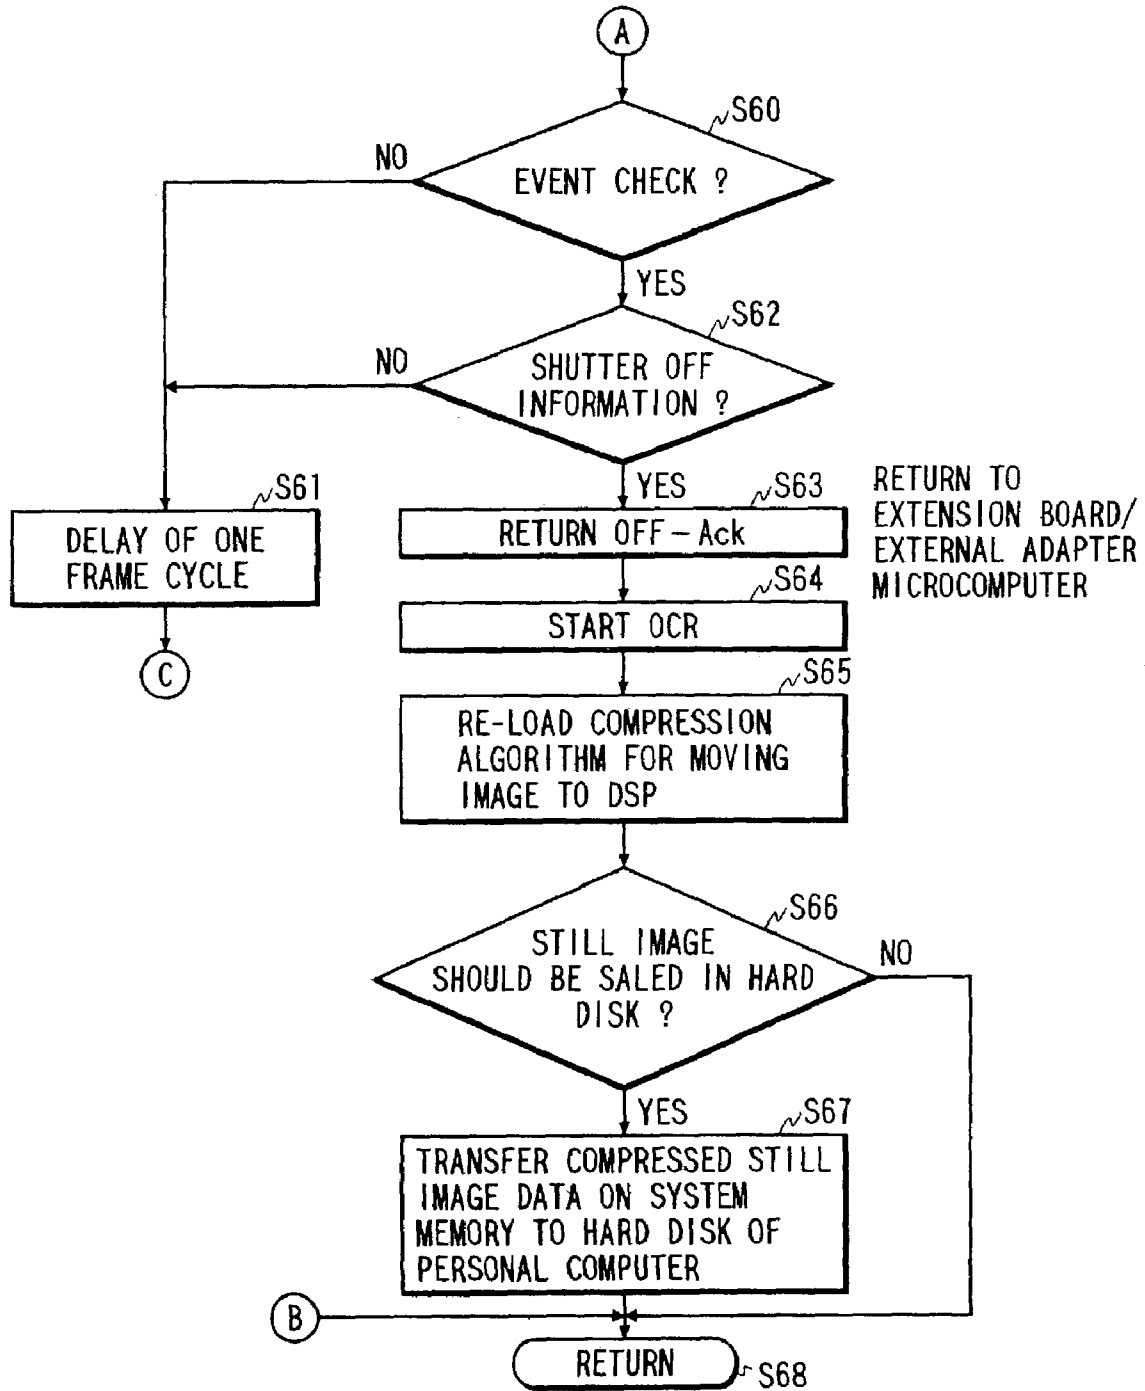 A
S60
NO
EVENT CHECK ?
YES
S62
NO
SHUTTER OFF
INFORMATION ?
YES
S63
RETURN OFF-Ack
RETURN TO
EXTENSION BOARD/
EXTERNAL ADAPTER
MICROCOMPUTER
S61
DELAY OF ONE
FRAME CYCLE
C
S64
START OCR
S65
RE-LOAD COMPRESSION
ALGORITHM FOR MOVING
IMAGE TO DSP
S66
STILL IMAGE
SHOULD BE SALED IN HARD
DISK ?
NO
YES
S67
TRANSFER COMPRESSED STILL
IMAGE DATA ON SYSTEM
MEMORY TO HARD DISK OF
PERSONAL COMPUTER
B
RETURN
S68